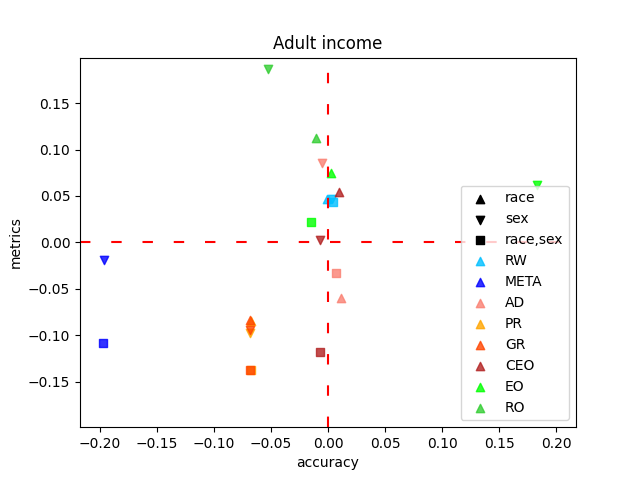 Adult income
metrics
0.15
0.10
0.05
0.00
−0.05
−0.10
−0.15
race
sex
race,sex
RW
META
AD
PR
GR
CEO
EO
RO
−0.20 −0.15 −0.10 −0.05 0.00 0.05 0.10 0.15 0.20
accuracy